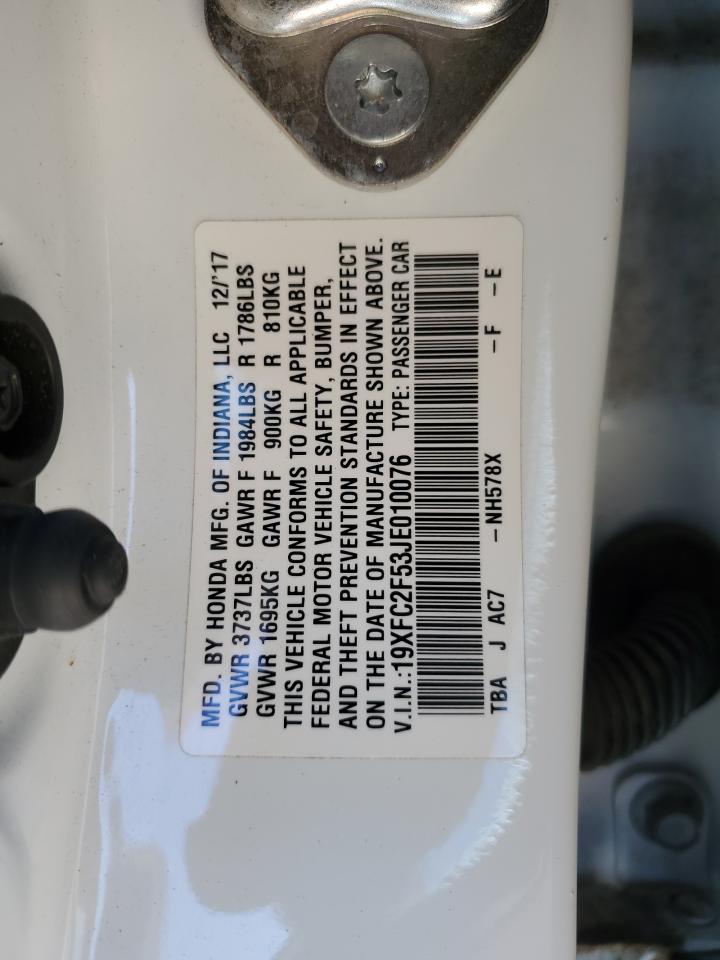 MFD. BY HONDA MFG. OF INDIANA, LLC 12/'17
GVWR 3737LBS GAWR F 1984LBS R 1786LBS
GVWR 1695KG GAWR F 900KG R 810KG
THIS VEHICLE CONFORMS TO ALL APPLICABLE
FEDERAL MOTOR VEHICLE SAFETY, BUMPER,
AND THEFT PREVENTION STANDARDS IN EFFECT
ON THE DATE OF MANUFACTURE SHOWN ABOVE.
V.I.N.:19XFC2F53JE010076 TYPE: PASSENGER CAR
TBA J AC7 -NH578X -F -E